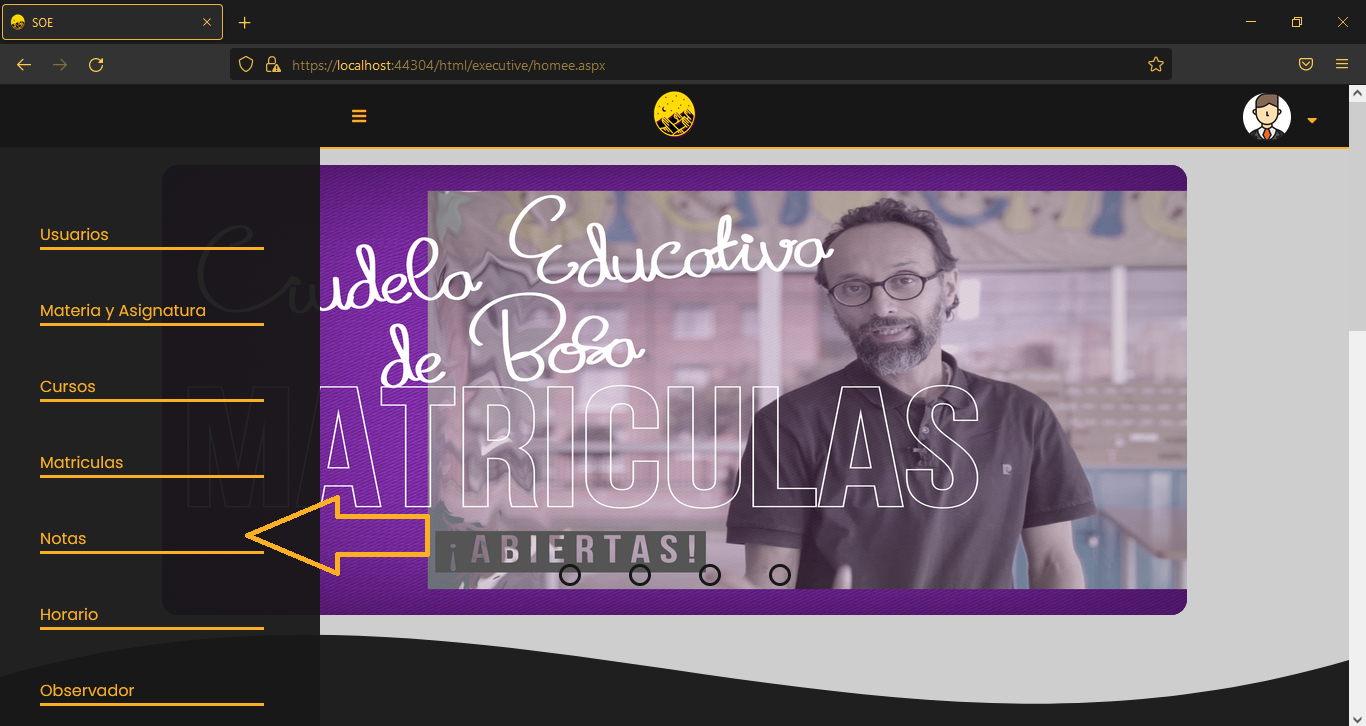 SOE
https://localhost:44304/html/executive/homee.aspx
Usuarios
Materia y Asignatura
Cursos
Matriculas
Notas
Horario
Observador
Ciudela Educativa
de Bosa
MATRICULAS
¡ABIERTAS!